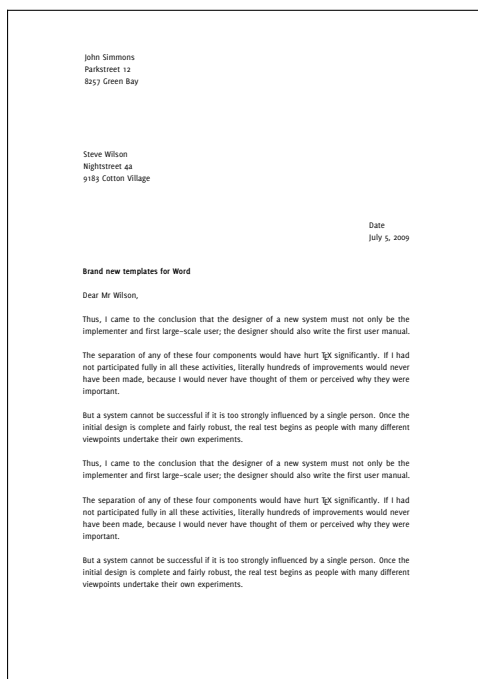 John Simmons
Parkstreet 12
8257 Green Bay
Steve Wilson
Nightstreet 4a
9183 Cotton Village
Date
July 5, 2009
Brand new templates for Word
Dear Mr Wilson,
Thus, I came to the conclusion that the designer of a new system must not only be the
implementer and first large-scale user; the designer should also write the first user manual.
The separation of any of these four components would have hurt TEX significantly. If I had
not participated fully in all these activities, literally hundreds of improvements would never
have been made, because I would never have thought of them or perceived why they were
important.
But a system cannot be successful if it is too strongly influenced by a single person. Once the
initial design is complete and fairly robust, the real test begins as people with many different
viewpoints undertake their own experiments.
Thus, I came to the conclusion that the designer of a new system must not only be the
implementer and first large-scale user; the designer should also write the first user manual.
The separation of any of these four components would have hurt TEX significantly. If I had
not participated fully in all these activities, literally hundreds of improvements would never
have been made, because I would never have thought of them or perceived why they were
important.
But a system cannot be successful if it is too strongly influenced by a single person. Once the
initial design is complete and fairly robust, the real test begins as people with many different
viewpoints undertake their own experiments.